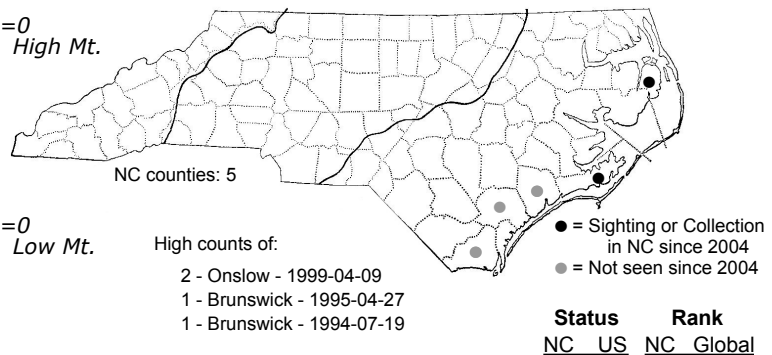 =0
High Mt.
NC counties: 5
=0
Low Mt.
High counts of:
2 - Onslow - 1999-04-09
1 - Brunswick - 1995-04-27
1 - Brunswick - 1994-07-19
= Sighting or Collection
in NC since 2004
= Not seen since 2004
Status Rank
NC US NC Global